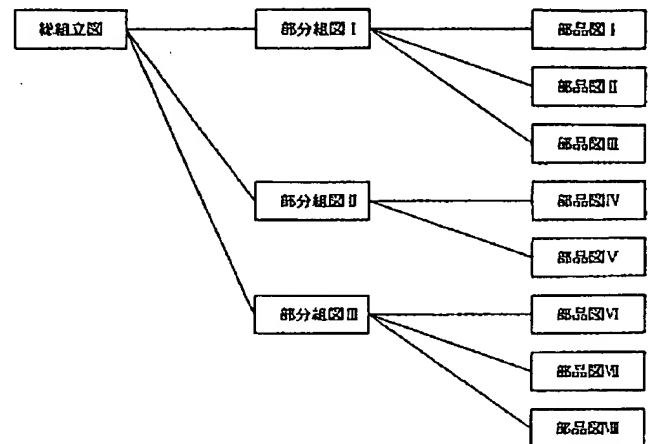 総組立図
部分組図Ⅰ
部品図Ⅰ
部品図Ⅱ
部品図Ⅲ
部分組図Ⅱ
部品図Ⅳ
部品図Ⅴ
部分組図Ⅲ
部品図Ⅵ
部品図Ⅶ
部品図Ⅷ